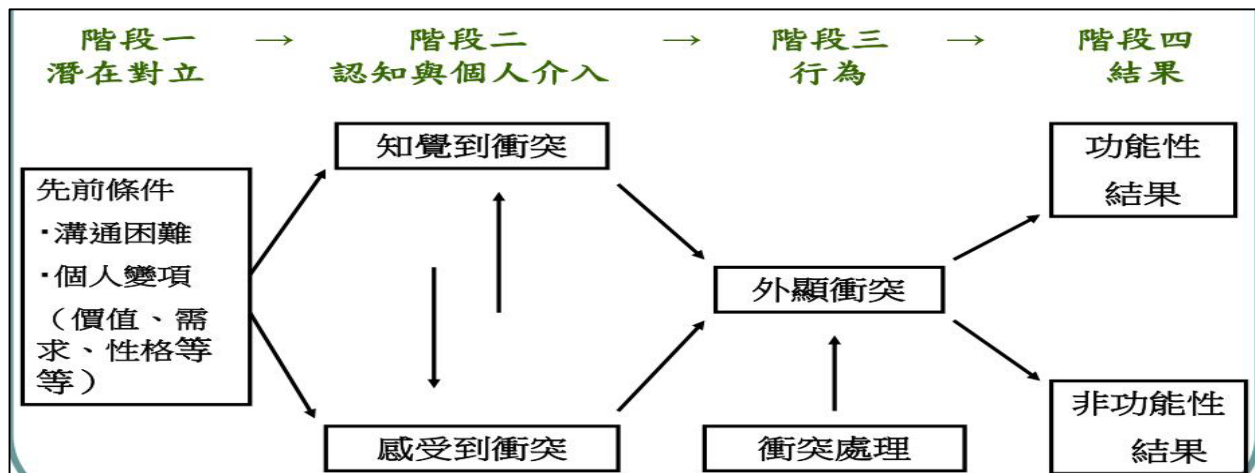 階段一 → 階段二 → 階段三 → 階段四
潛在對立 認知與個人介入 行為 結果
先前條件
・溝通困難
・個人變項
（價值、需
求、性格等
等）
知覺到衝突
感受到衝突
外顯衝突
衝突處理
功能性
結果
非功能性
結果